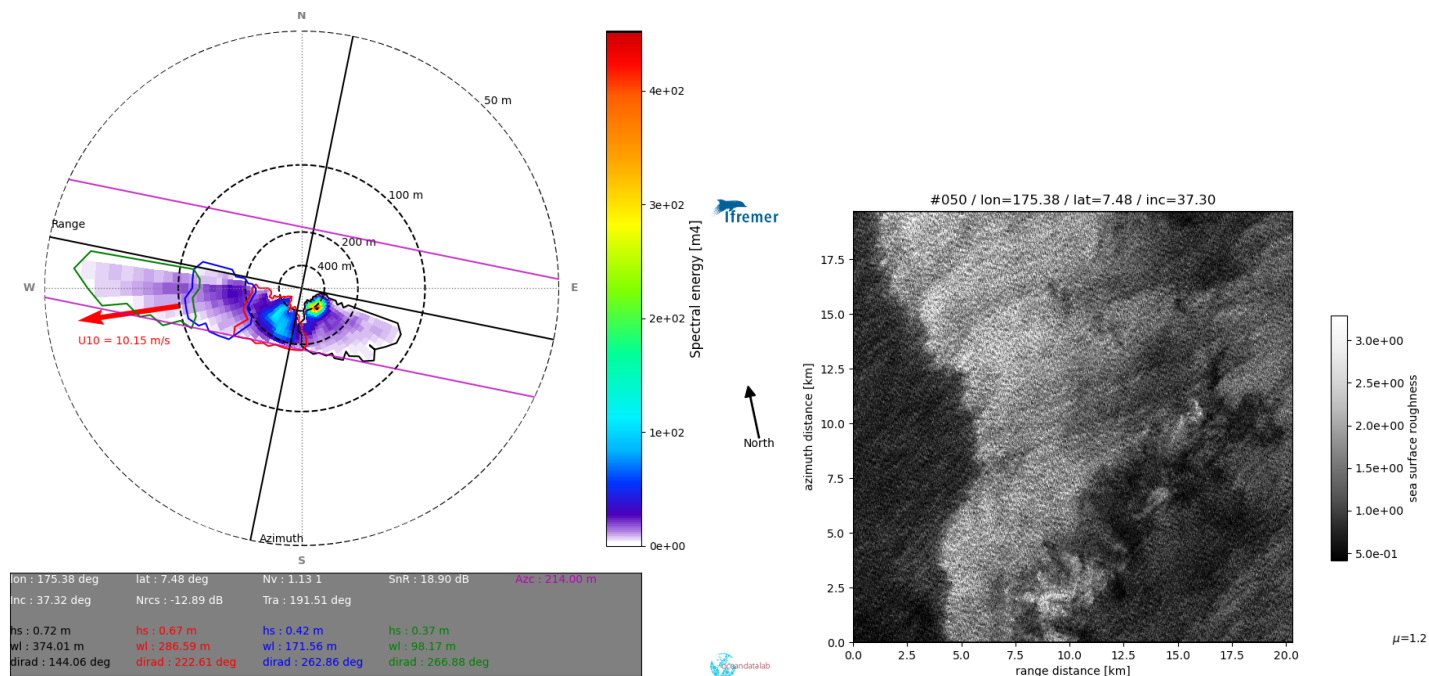 N
50 m
100 m
Range
200 m
400 m
W
E
U10 = 10.15 m/s
Azimuth
S
4e+02
3e+02
2e+02
1e+02
0e+00
Spectral energy [m4]
lon : 175.38 deg lat : 7.48 deg Nv : 1.13 1 SnR : 18.90 dB Azc : 214.00 m
Inc : 37.32 deg Nrcs : -12.89 dB Tra : 191.51 deg
hs : 0.72 m hs : 0.67 m hs : 0.42 m hs : 0.37 m
wl : 374.01 m wl : 286.59 m wl : 171.56 m wl : 98.17 m
dirad : 144.06 deg dirad : 222.61 deg dirad : 262.86 deg dirad : 266.88 deg
Ifremer
North
oceandatalab
#050 / lon=175.38 / lat=7.48 / inc=37.30
17.5
15.0
12.5
10.0
7.5
5.0
2.5
0.0
azimuth distance [km]
0.0 2.5 5.0 7.5 10.0 12.5 15.0 17.5 20.0
range distance [km]
3.0e+00
2.5e+00
2.0e+00
1.5e+00
1.0e+00
5.0e-01
sea surface roughness
μ=1.2